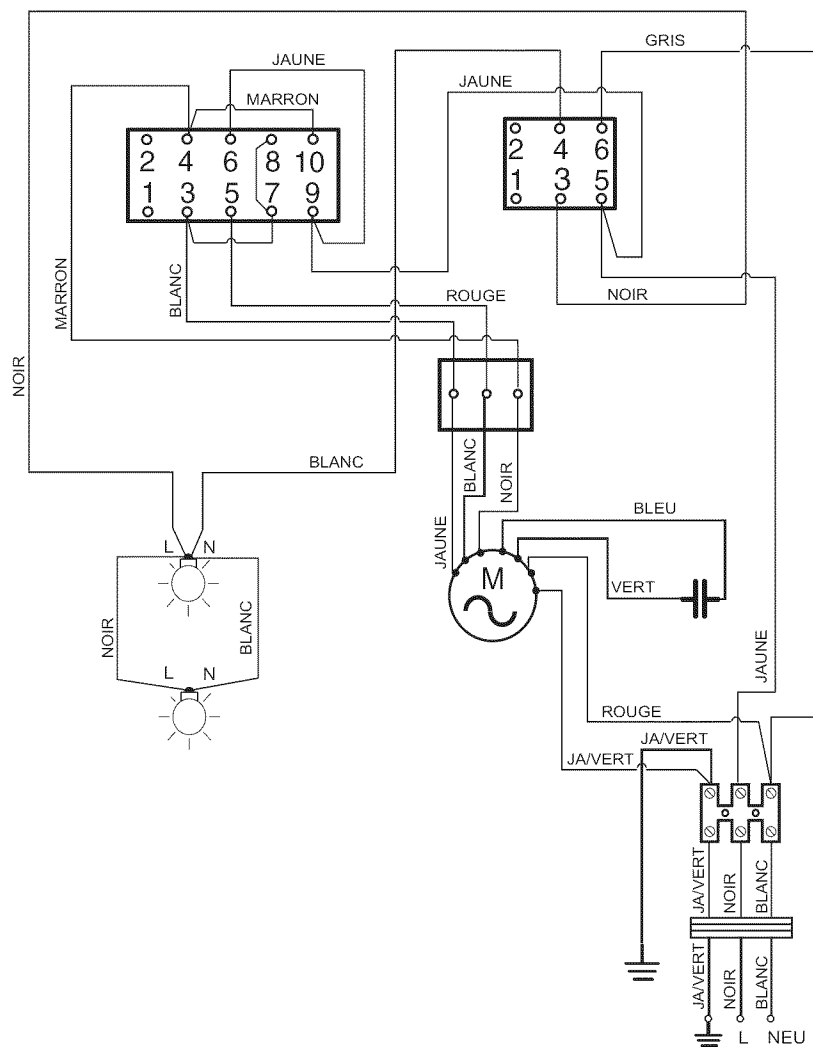 GRIS
JAUNE
JAUNE
MARRON
2 4 6 8 10
1 3 5 7 9
2 4 6
1 3 5
MARRON
BLANC
ROUGE
NOIR
NOIR
BLANC
BLANC
NOIR
JAUNE
BLEU
L N
M
VERT
NOIR
BLANC
JAUNE
L N
ROUGE
JA/VERT
JA/VERT
JA/VERT
NOIR
BLANC
JA/VERT
NOIR
BLANC
L NEU